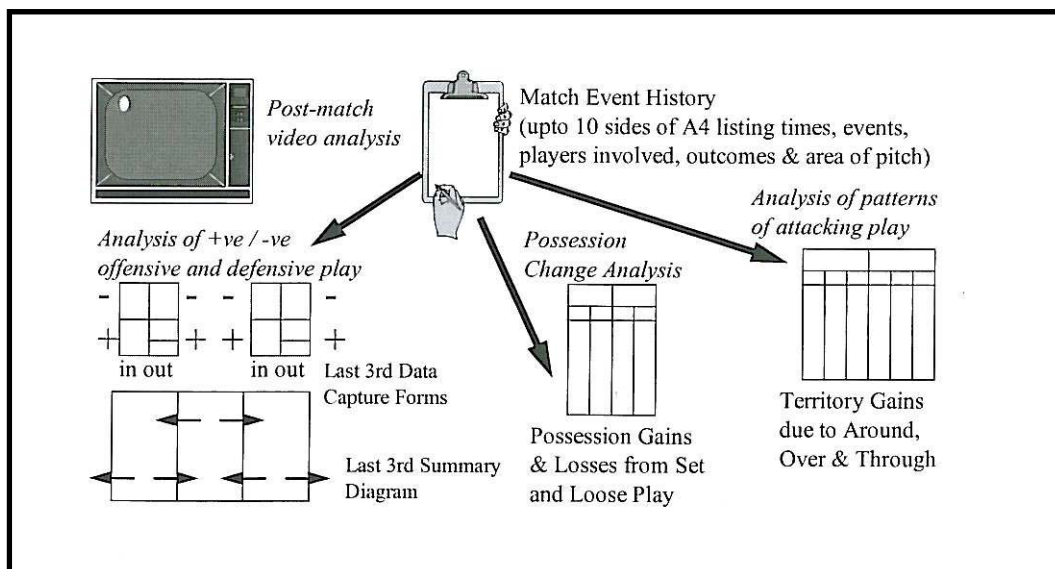 Post-match
video analysis
Match Event History
(upto 10 sides of A4 listing times, events,
players involved, outcomes & area of pitch)
Analysis of +ve / -ve
offensive and defensive play
- - - -
+ + + +
in out in out
Last 3rd Data
Capture Forms
Last 3rd Summary
Diagram
Possession
Change Analysis
Possession Gains
& Losses from Set
and Loose Play
Analysis of patterns
of attacking play
Territory Gains
due to Around,
Over & Through